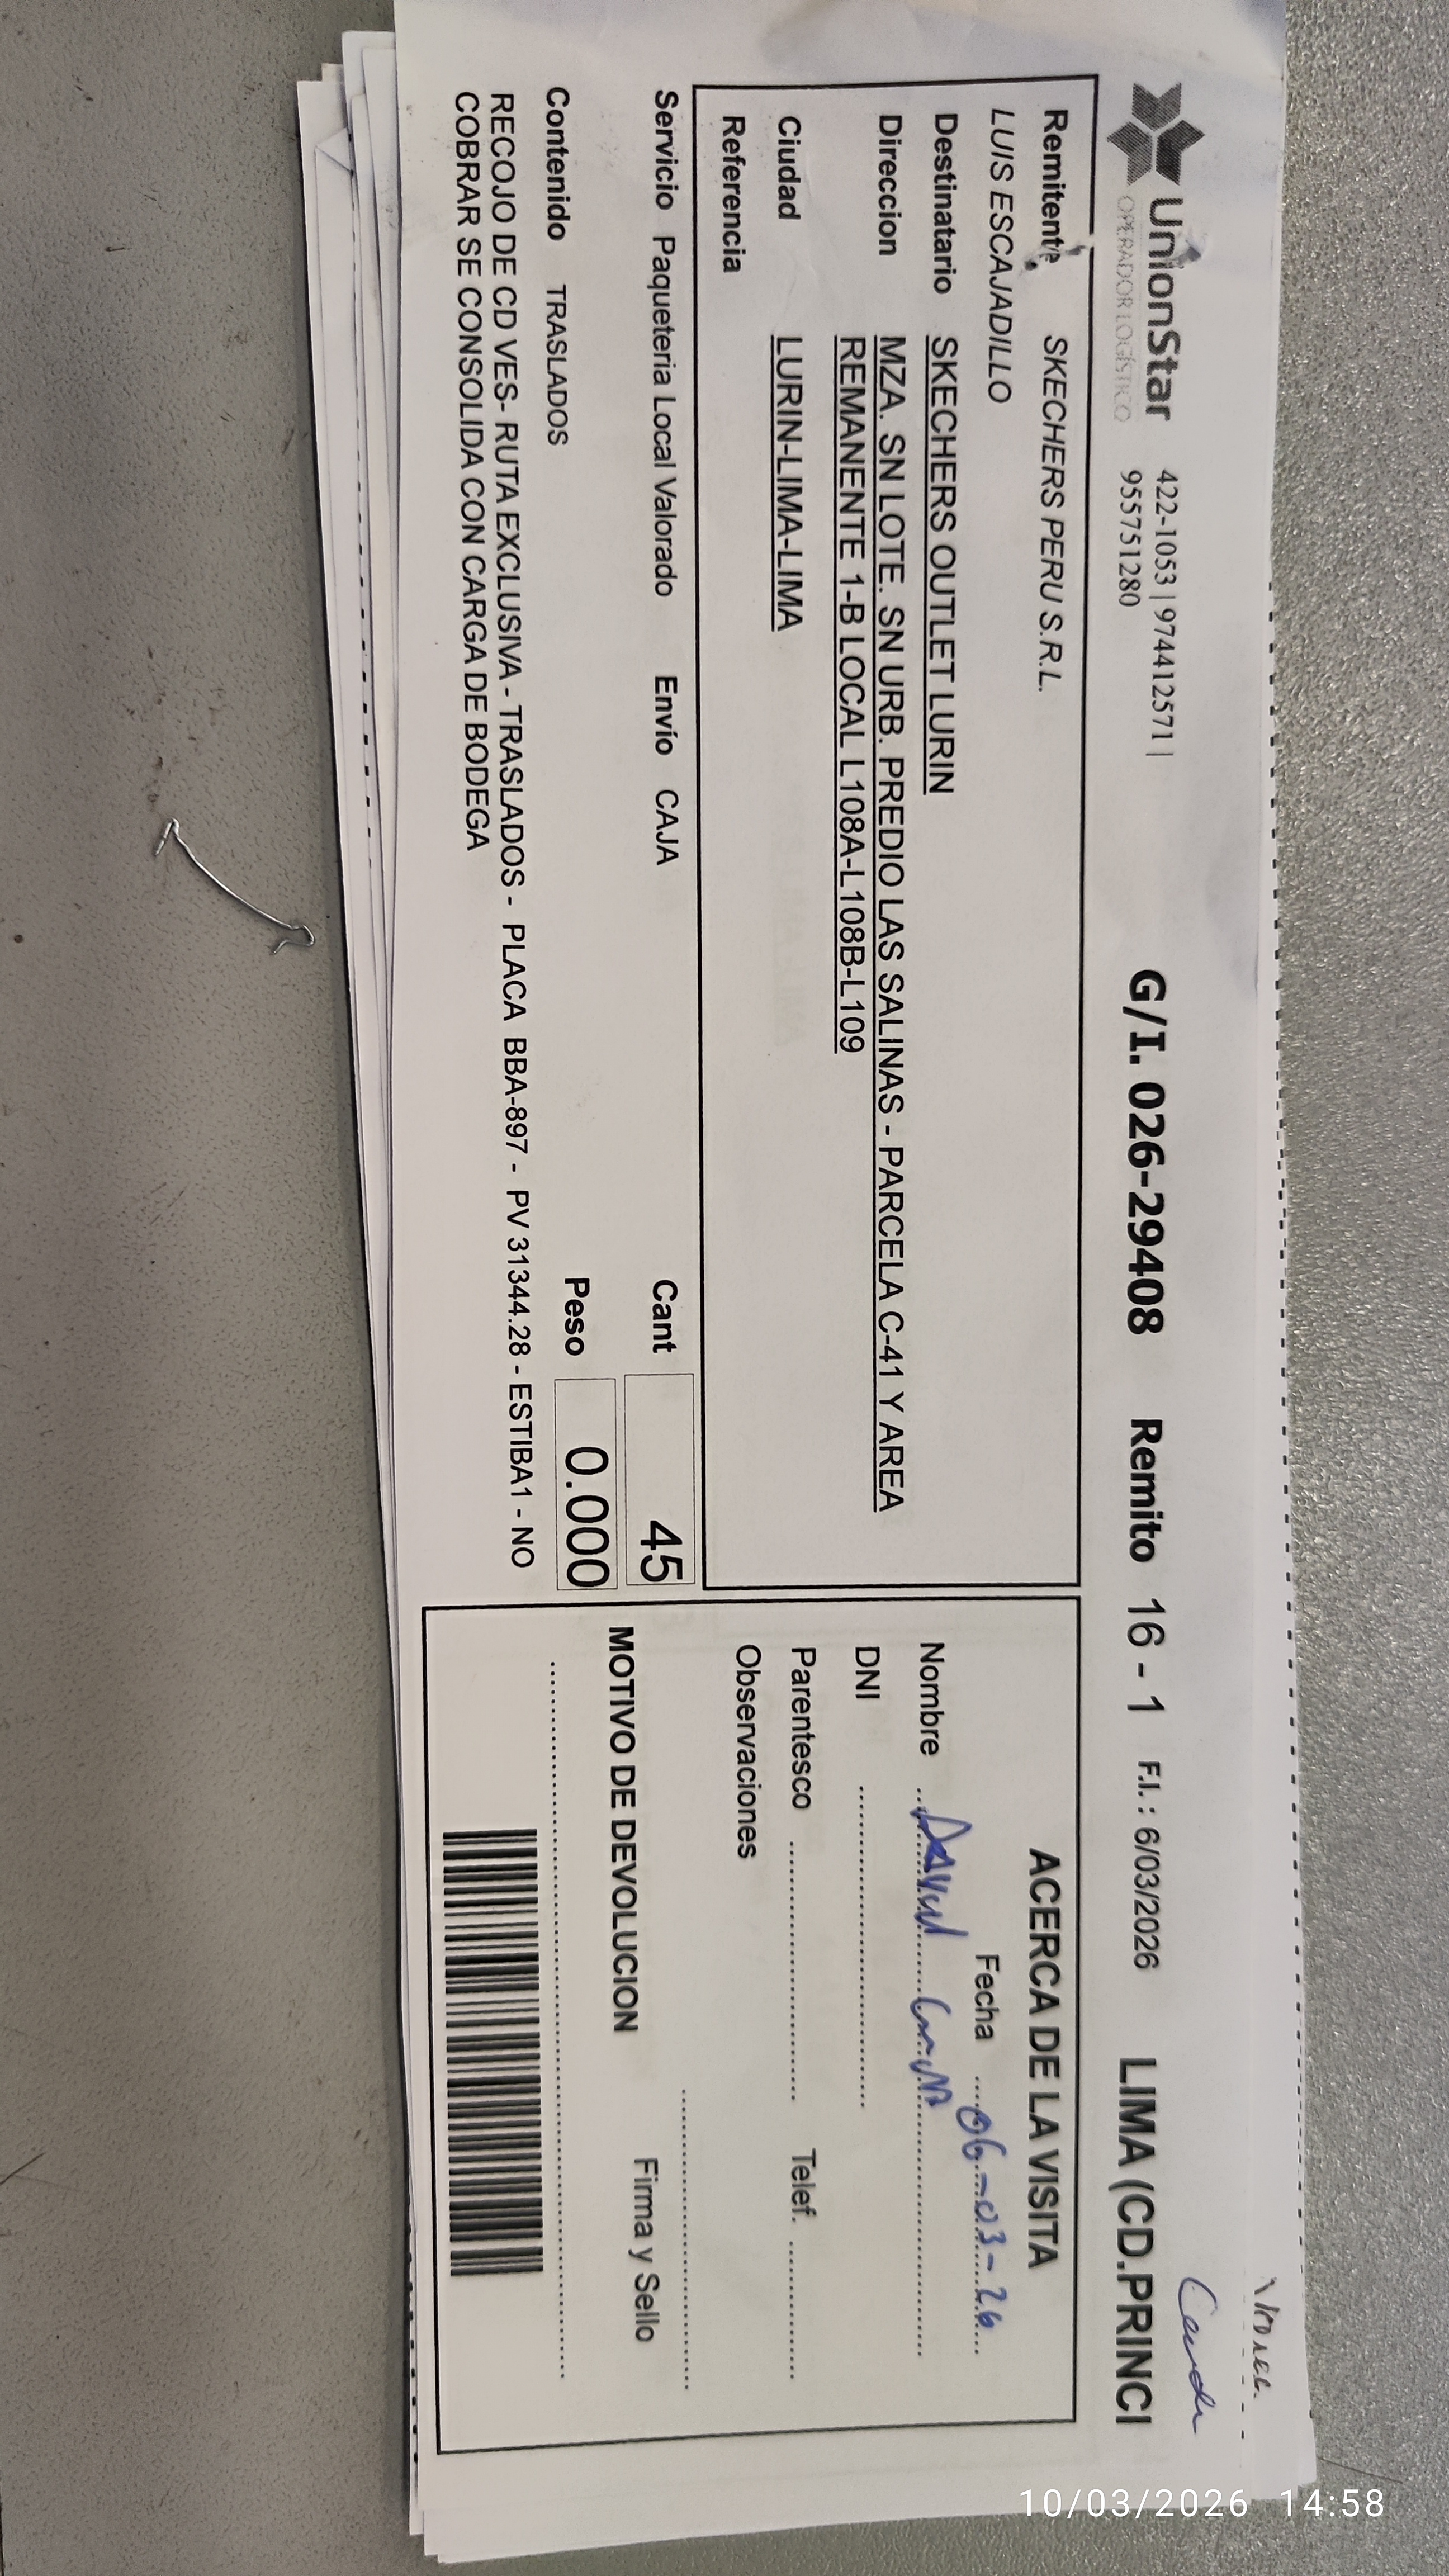 UnionStar
OPERADOR LOGÍSTICO
422-1053 | 974412571 |
955751280
G/I. 026-29408 Remito 16 - 1 F.I. : 6/03/2026 LIMA (CD.PRINCI
Remitente SKECHERS PERU S.R.L.
LUIS ESCAJADILLO
Destinatario SKECHERS OUTLET LURIN
Direccion MZA. SN LOTE. SN URB. PREDIO LAS SALINAS - PARCELA C-41 Y AREA
REMANENTE 1-B LOCAL L108A-L108B-L109
Ciudad LURIN-LIMA-LIMA
Referencia
Servicio Paqueteria Local Valorado Envío CAJA Cant 45
Contenido TRASLADOS Peso 0.000
RECOJO DE CD VES- RUTA EXCLUSIVA - TRASLADOS - PLACA BBA-897 - PV 31344.28 - ESTIBA1 - NO
COBRAR SE CONSOLIDA CON CARGA DE BODEGA
ACERCA DE LA VISITA
Fecha 06-03-26
Nombre David
DNI
Parentesco Telef.
Observaciones
Firma y Sello
MOTIVO DE DEVOLUCION
10/03/2026 14:58